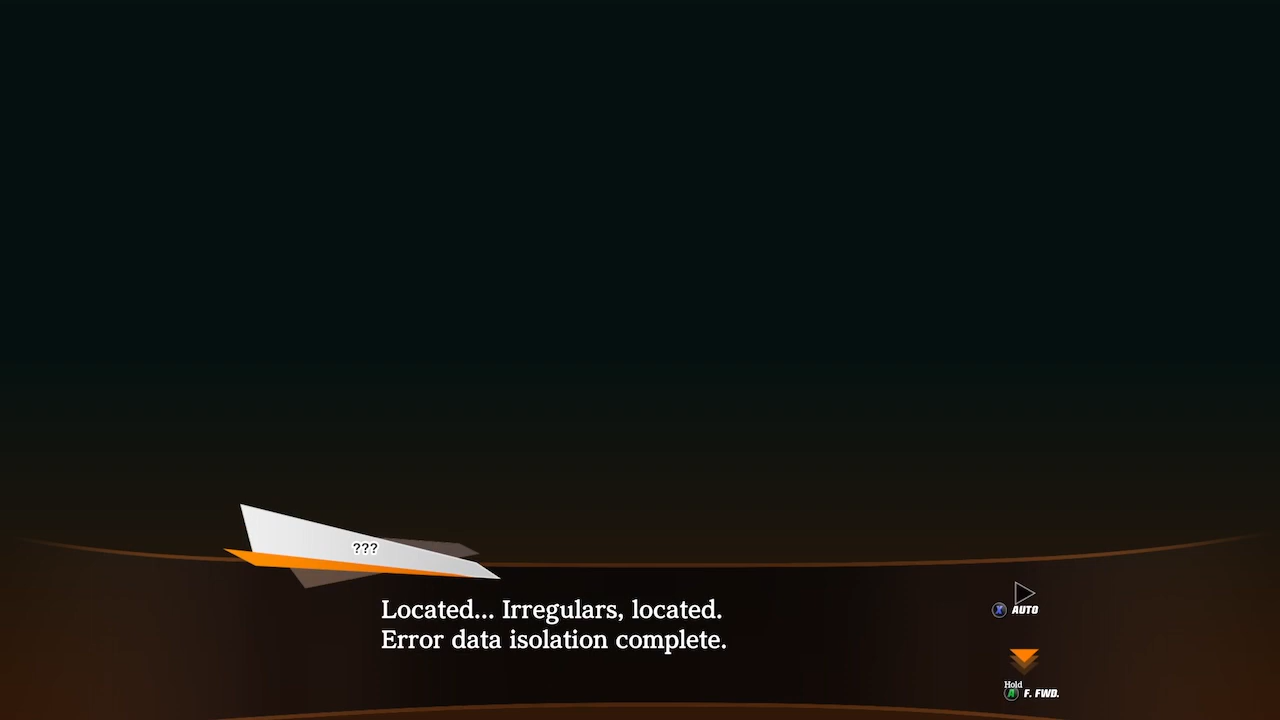 ???
Located... Irregulars, located.
Error data isolation complete.
X AUTO
Hold
A F. FWD.